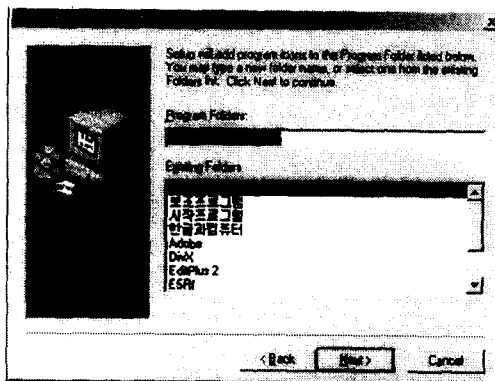 Setup will add program icons to the Program Folder listed below.
You may type a new folder name, or select one from the existing
Folders list. Click Next to continue.
Program Folders:
Existing Folders:
보조프로그램
시작프로그램
한글과컴퓨터
Adobe
DivX
EditPlus 2
ESRI
< Back
Next >
Cancel